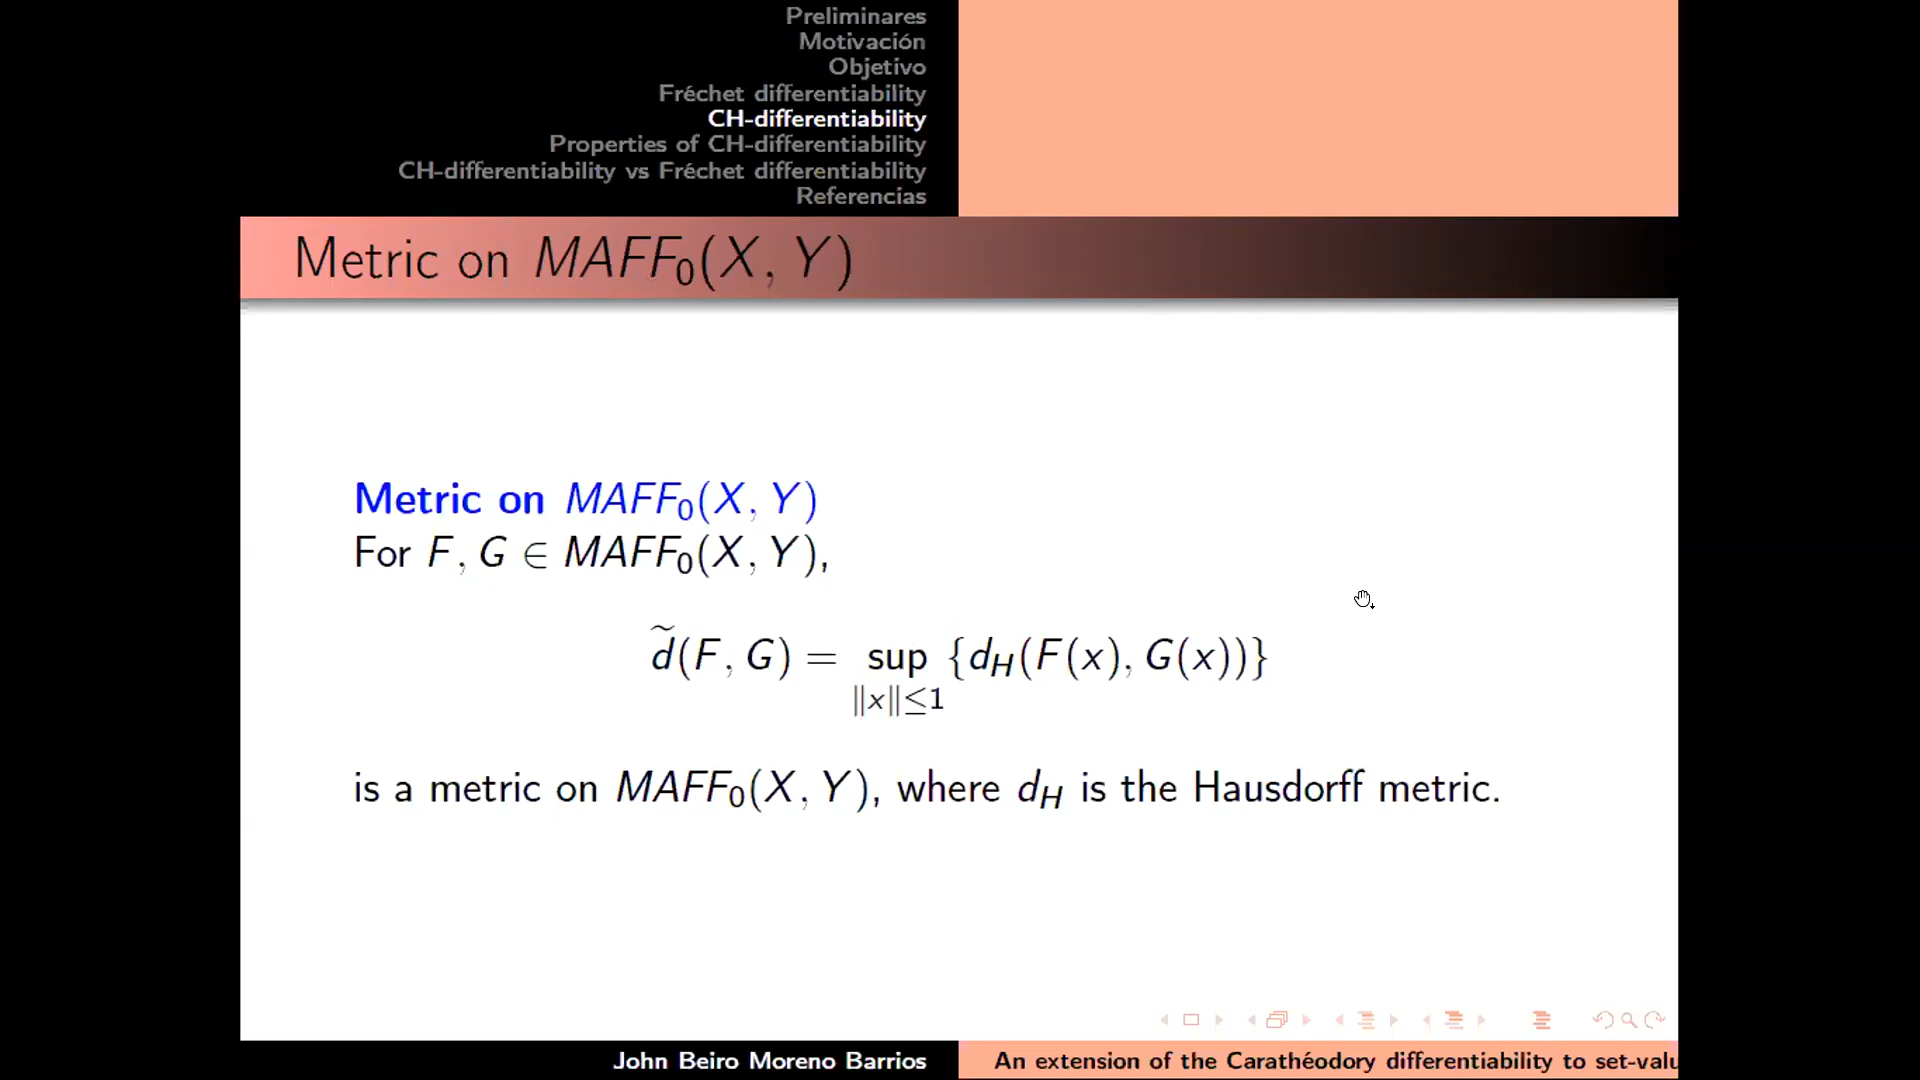 Preliminares
Motivación
Objetivo
Fréchet differentiability
CH-differentiability
Properties of CH-differentiability
CH-differentiability vs Fréchet differentiability
Referencias
Metric on MAFF₀(X, Y)
Metric on MAFF₀(X, Y)
For F, G ∈ MAFF₀(X, Y),
d̃(F, G) = sup {d_H(F(x), G(x))}
‖x‖≤1
is a metric on MAFF₀(X, Y), where d_H is the Hausdorff metric.
John Beiro Moreno Barrios
An extension of the Carathéodory differentiability to set-valu